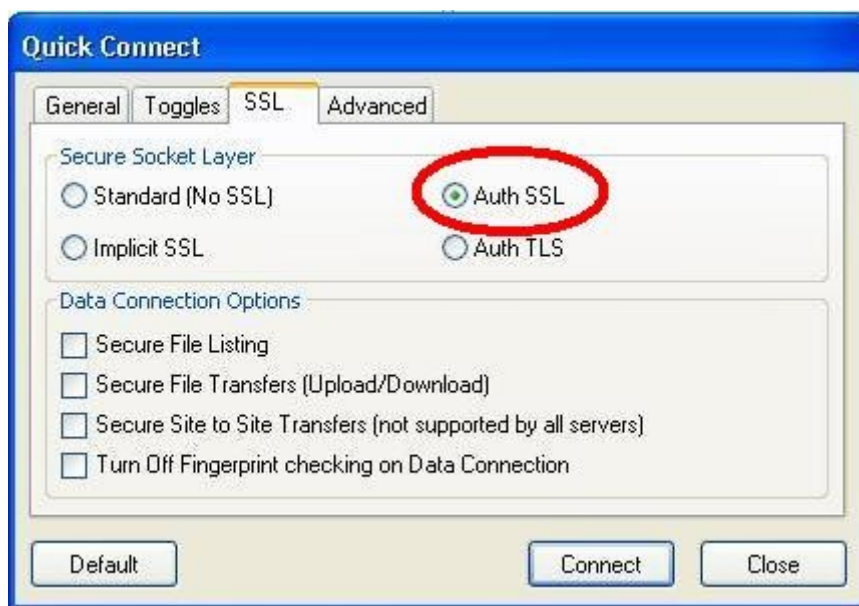 Quick Connect
General Toggles SSL Advanced
Secure Socket Layer
Standard (No SSL) Auth SSL
Implicit SSL Auth TLS
Data Connection Options
Secure File Listing
Secure File Transfers (Upload/Download)
Secure Site to Site Transfers (not supported by all servers)
Turn Off Fingerprint checking on Data Connection
Default Connect Close